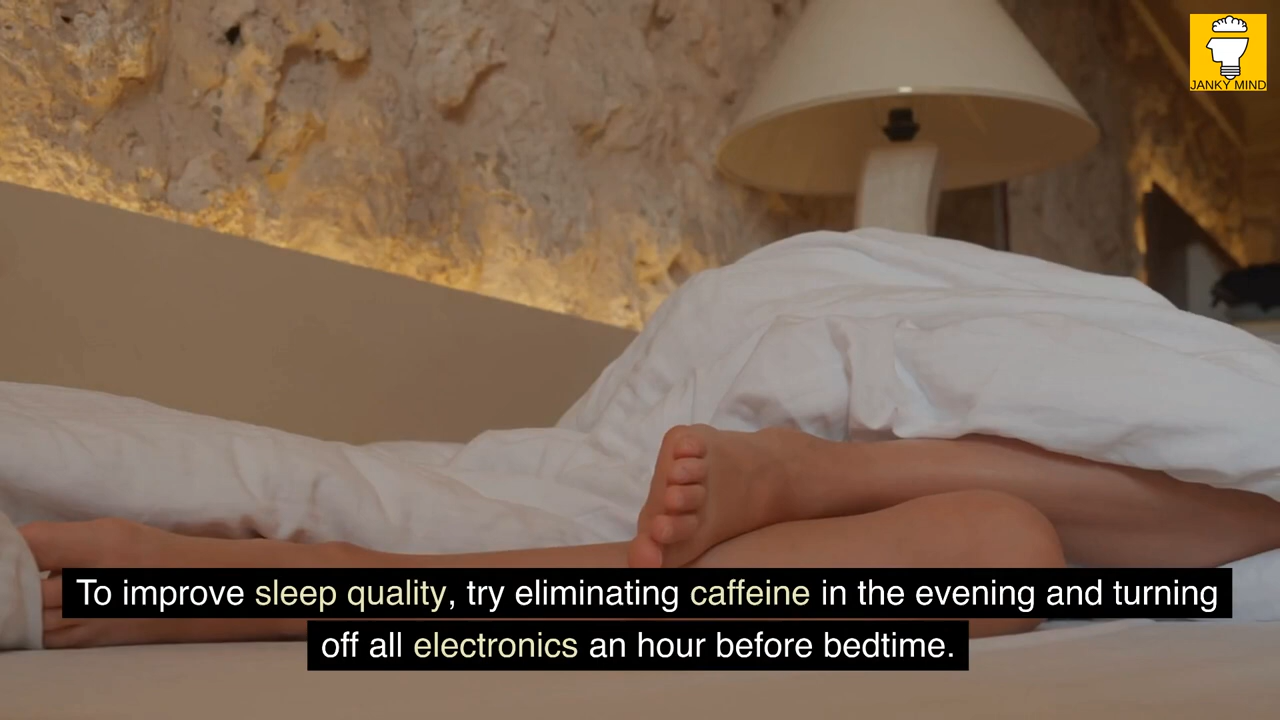 JANKY MIND
To improve sleep quality, try eliminating caffeine in the evening and turning
off all electronics an hour before bedtime.